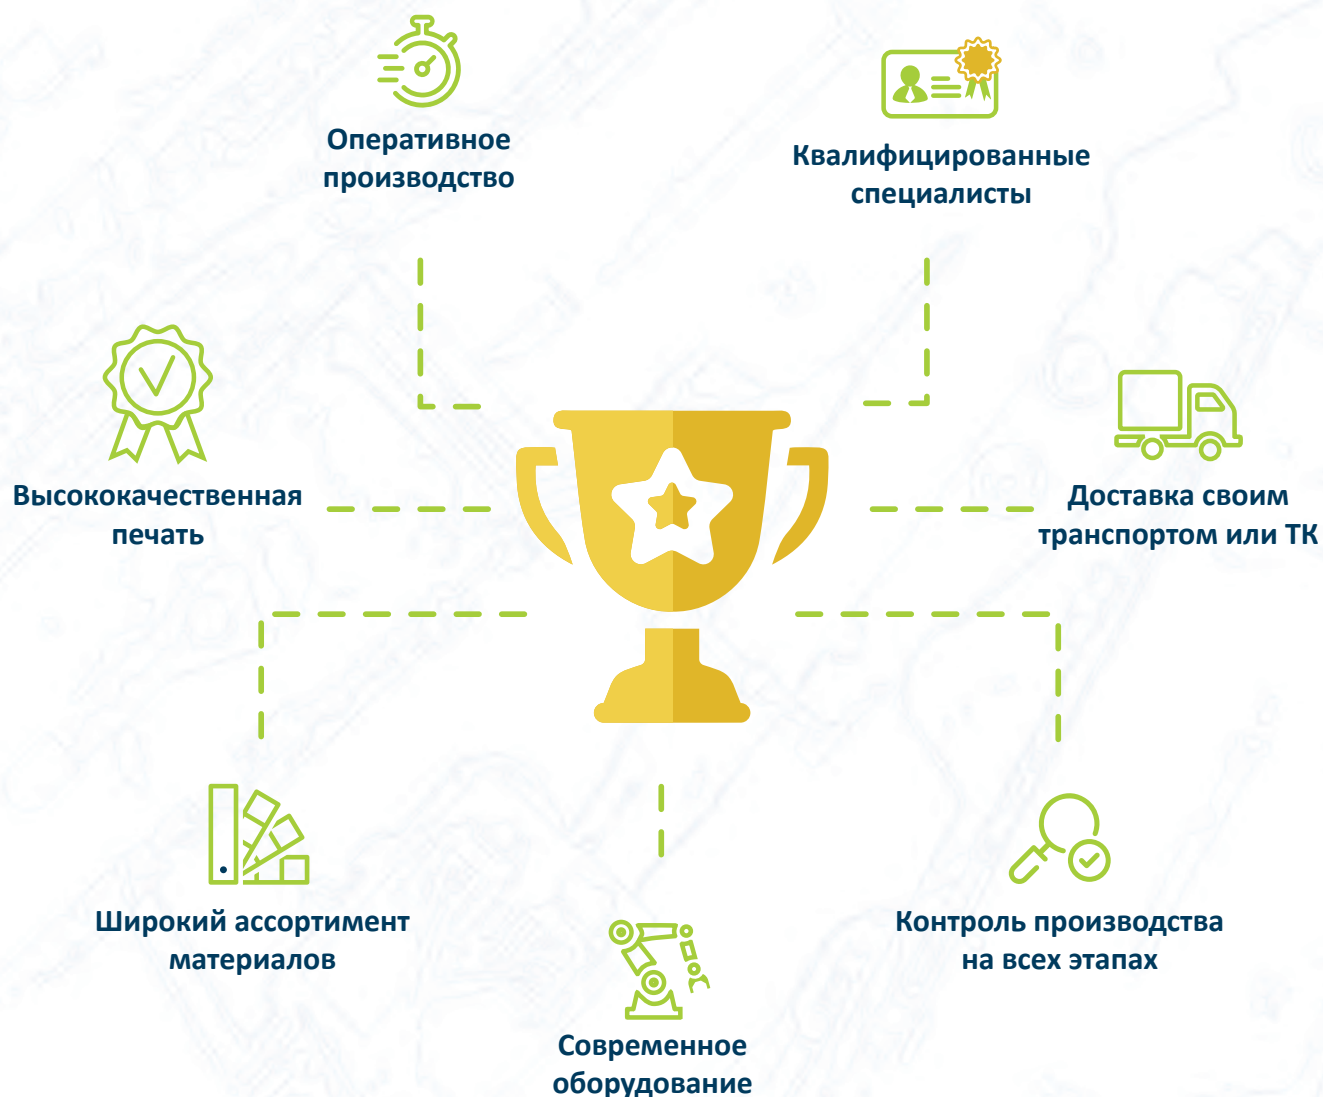 Оперативное
производство
Квалифицированные
специалисты
Высококачественная
печать
Доставка своим
транспортом или ТК
Широкий ассортимент
материалов
Контроль производства
на всех этапах
Современное
оборудование